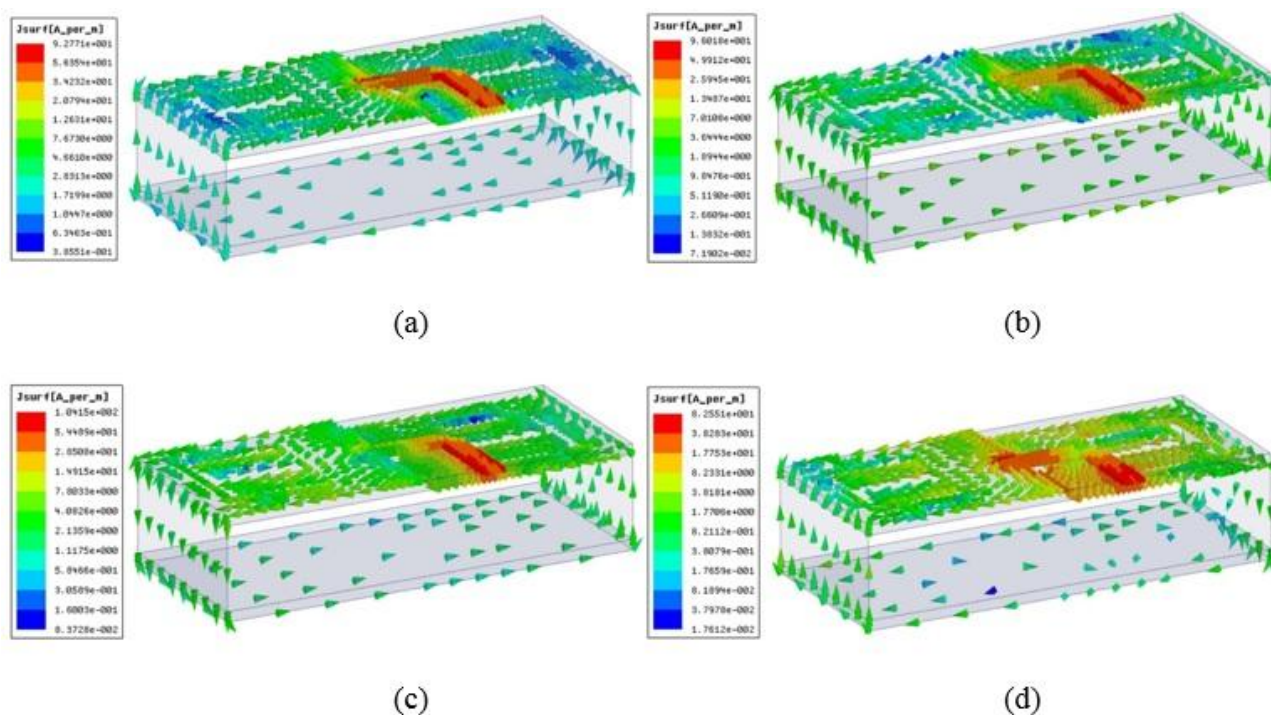 Jsurf[A_per_m]
9.2771e+001
5.6354e+001
3.4232e+001
2.0794e+001
1.2631e+001
7.6730e+000
4.6610e+000
2.8313e+000
1.7199e+000
1.0447e+000
6.3463e-001
3.8551e-001
(a)
Jsurf[A_per_m]
9.6018e+001
4.9912e+001
2.5945e+001
1.3487e+001
7.0108e+000
3.6444e+000
1.8944e+000
9.8476e-001
5.1190e-001
2.6609e-001
1.3832e-001
7.1902e-002
(b)
Jsurf[A_per_m]
1.0415e+002
5.4489e+001
2.8508e+001
1.4915e+001
7.8033e+000
4.0826e+000
2.1359e+000
1.1175e+000
5.8466e-001
3.0589e-001
1.6003e-001
8.3728e-002
(c)
Jsurf[A_per_m]
8.2551e+001
3.8283e+001
1.7753e+001
8.2331e+000
3.8181e+000
1.7706e+000
8.2112e-001
3.8079e-001
1.7659e-001
8.1894e-002
3.7978e-002
1.7612e-002
(d)